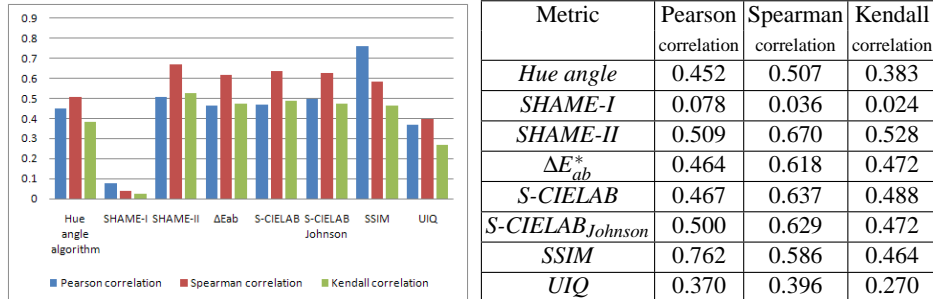 0.9
0.8
0.7
0.6
0.5
0.4
0.3
0.2
0.1
0
Hue angle algorithm SHAME-I SHAME-II ΔEab S-CIELAB S-CIELAB Johnson SSIM UIQ
Pearson correlation Spearman correlation Kendall correlation
Metric Pearson Spearman Kendall
correlation correlation correlation
Hue angle 0.452 0.507 0.383
SHAME-I 0.078 0.036 0.024
SHAME-II 0.509 0.670 0.528
ΔE*ab 0.464 0.618 0.472
S-CIELAB 0.467 0.637 0.488
S-CIELABJohnson 0.500 0.629 0.472
SSIM 0.762 0.586 0.464
UIQ 0.370 0.396 0.270